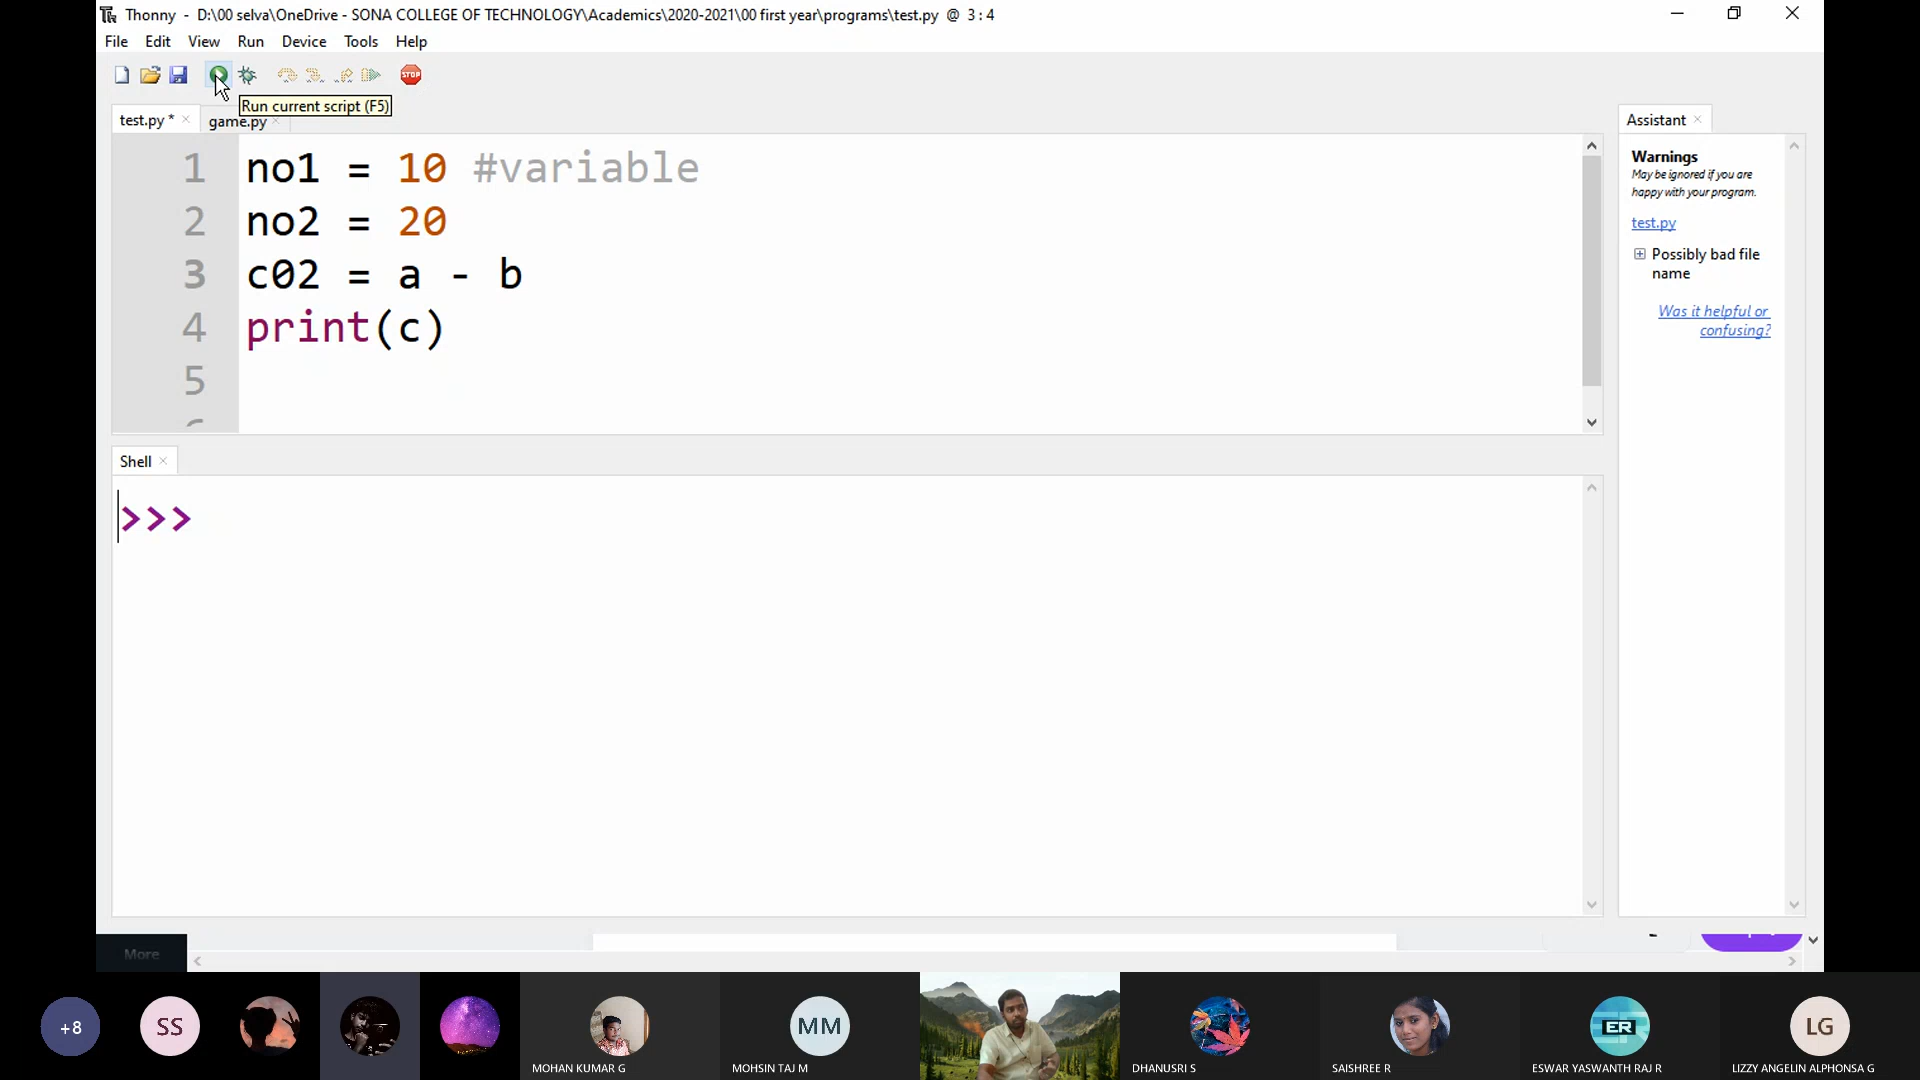 Thonny - D:\00 selva\OneDrive - SONA COLLEGE OF TECHNOLOGY\Academics\2020-2021\00 first year\programs\test.py @ 3 : 4
File Edit View Run Device Tools Help
STOP
Run current script (F5)
test.py * game.py
1 no1 = 10 #variable
2 no2 = 20
3 c02 = a - b
4 print(c)
5
Assistant
Warnings
May be ignored if you are
happy with your program.
test.py
Possibly bad file
name
Was it helpful or
confusing?
Shell
>>>
More
+8 SS MM ER LG
MOHAN KUMAR G MOHSIN TAJ M DHANUSRI S SAISHREE R ESWAR YASWANTH RAJ R LIZZY ANGELIN ALPHONSA G